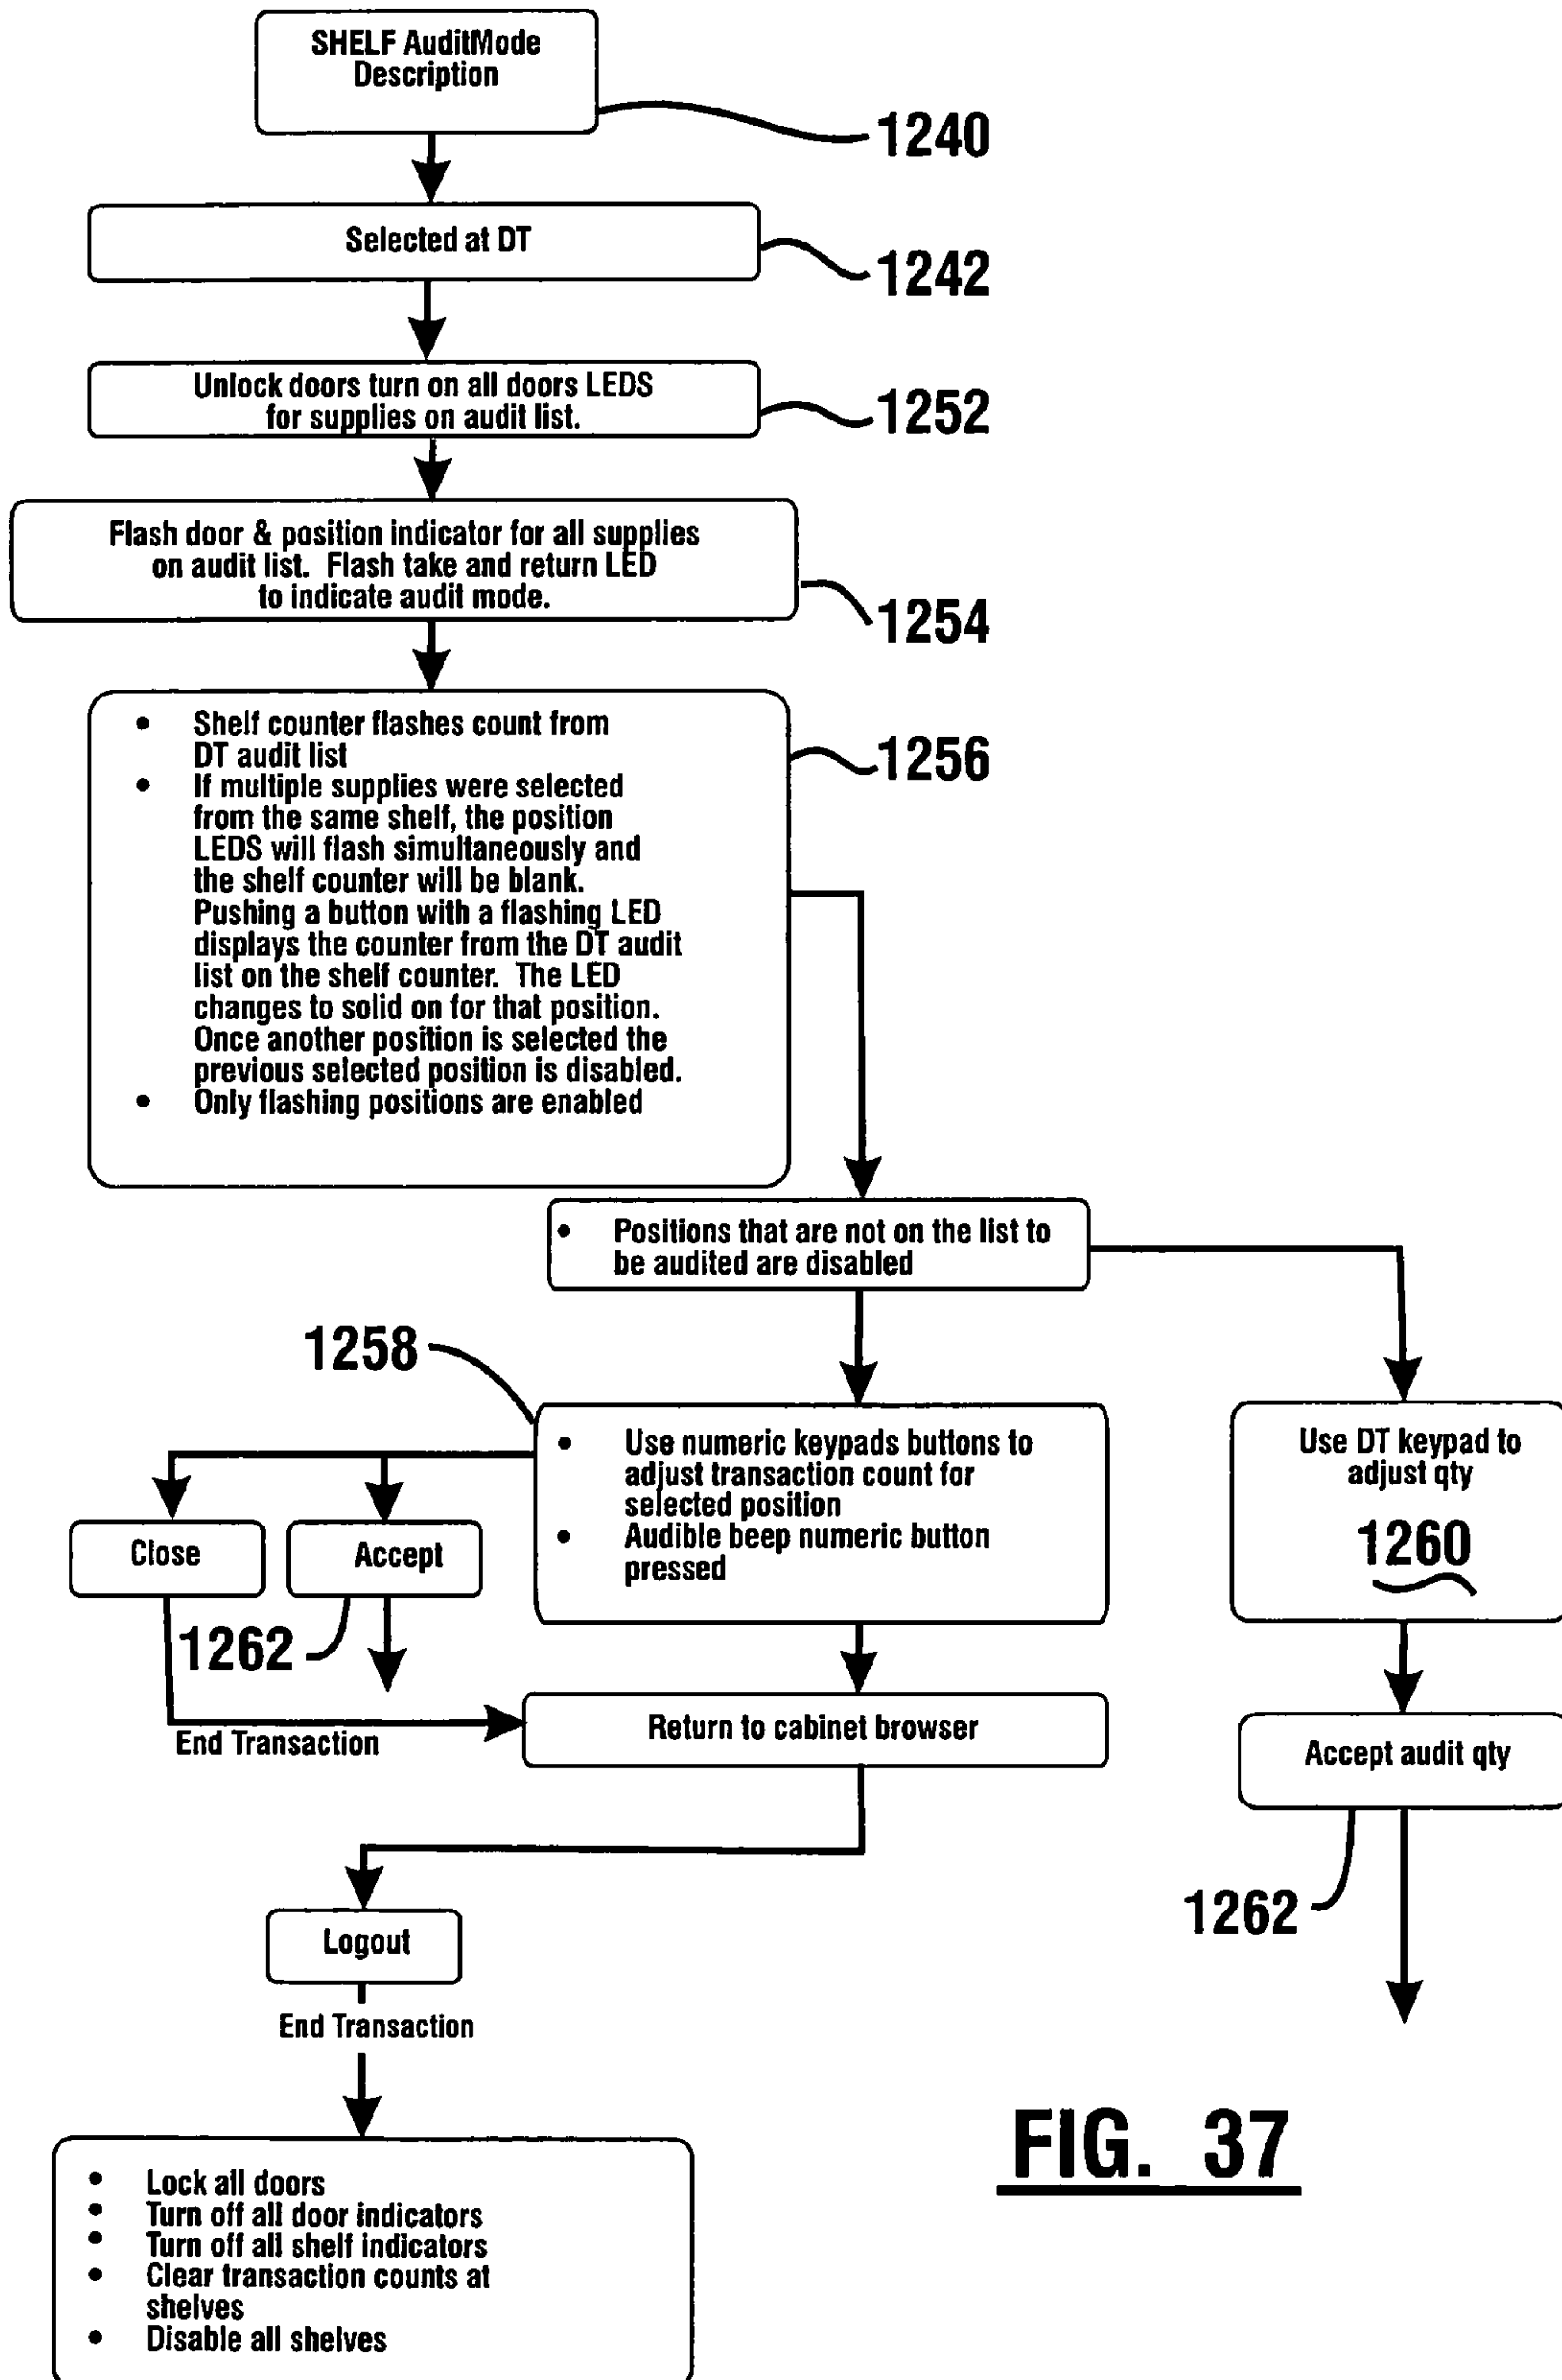 SHELF AuditMode
Description
1240
Selected at DT
1242
Unlock doors turn on all doors LEDS
for supplies on audit list.
1252
Flash door & position indicator for all supplies
on audit list. Flash take and return LED
to indicate audit mode.
1254
• Shelf counter flashes count from
DT audit list
• If multiple supplies were selected
from the same shelf, the position
LEDS will flash simultaneously and
the shelf counter will be blank.
Pushing a button with a flashing LED
displays the counter from the DT audit
list on the shelf counter. The LED
changes to solid on for that position.
Once another position is selected the
previous selected position is disabled.
• Only flashing positions are enabled
1256
• Positions that are not on the list to
be audited are disabled
1258
• Use numeric keypads buttons to
adjust transaction count for
selected position
• Audible beep numeric button
pressed
Use DT keypad to
adjust qty
1260
Close
Accept
1262
Return to cabinet browser
End Transaction
Accept audit qty
1262
Logout
End Transaction
• Lock all doors
• Turn off all door indicators
• Turn off all shelf indicators
• Clear transaction counts at
shelves
• Disable all shelves
FIG. 37